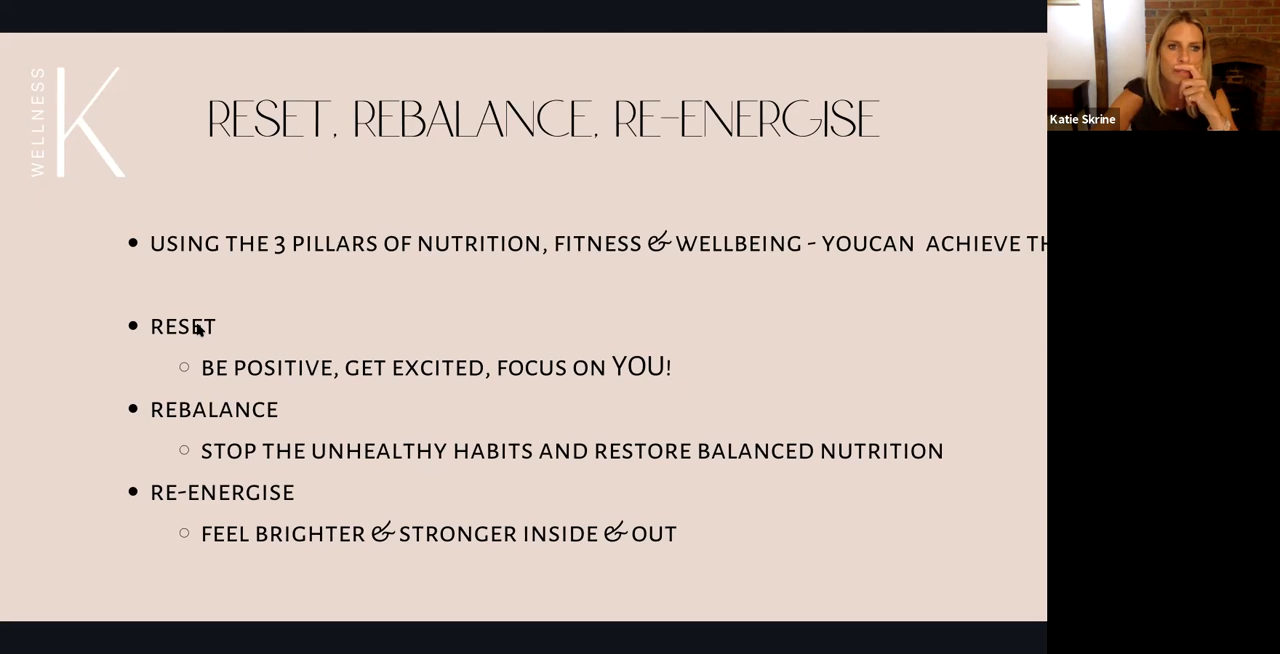 WELLNESS
K
RESET, REBALANCE, RE-ENERGISE
Katie Skrine
• USING THE 3 PILLARS OF NUTRITION, FITNESS & WELLBEING - YOUCAN ACHIEVE
• RESET
○ BE POSITIVE, GET EXCITED, FOCUS ON YOU!
• REBALANCE
○ STOP THE UNHEALTHY HABITS AND RESTORE BALANCED NUTRITION
• RE-ENERGISE
○ FEEL BRIGHTER & STRONGER INSIDE & OUT